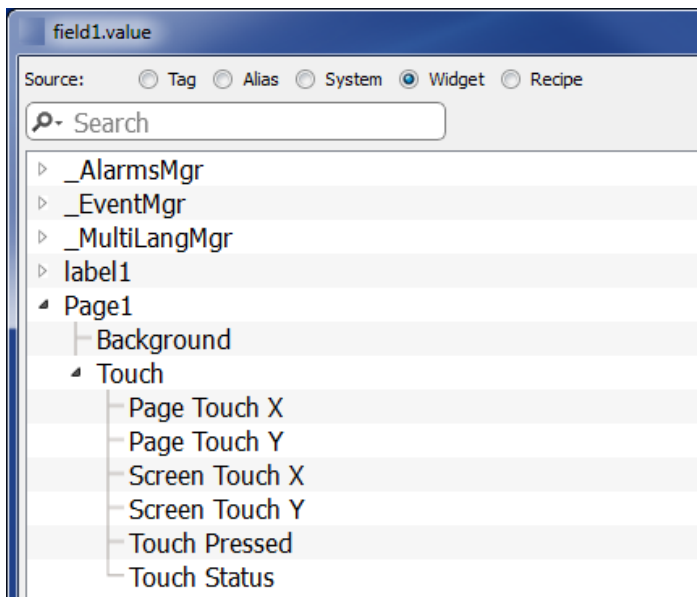 field1.value
Source: Tag Alias System Widget Recipe
Search
_AlarmsMgr
_EventMgr
_MultiLangMgr
label1
Page1
Background
Touch
Page Touch X
Page Touch Y
Screen Touch X
Screen Touch Y
Touch Pressed
Touch Status